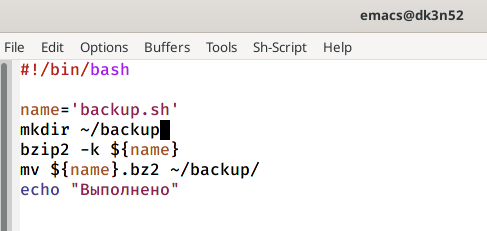 emacs@dk3n52
File Edit Options Buffers Tools Sh-Script Help
#!/bin/bash
name='backup.sh'
mkdir ~/backup
bzip2 -k ${name}
mv ${name}.bz2 ~/backup/
echo "Выполнено"